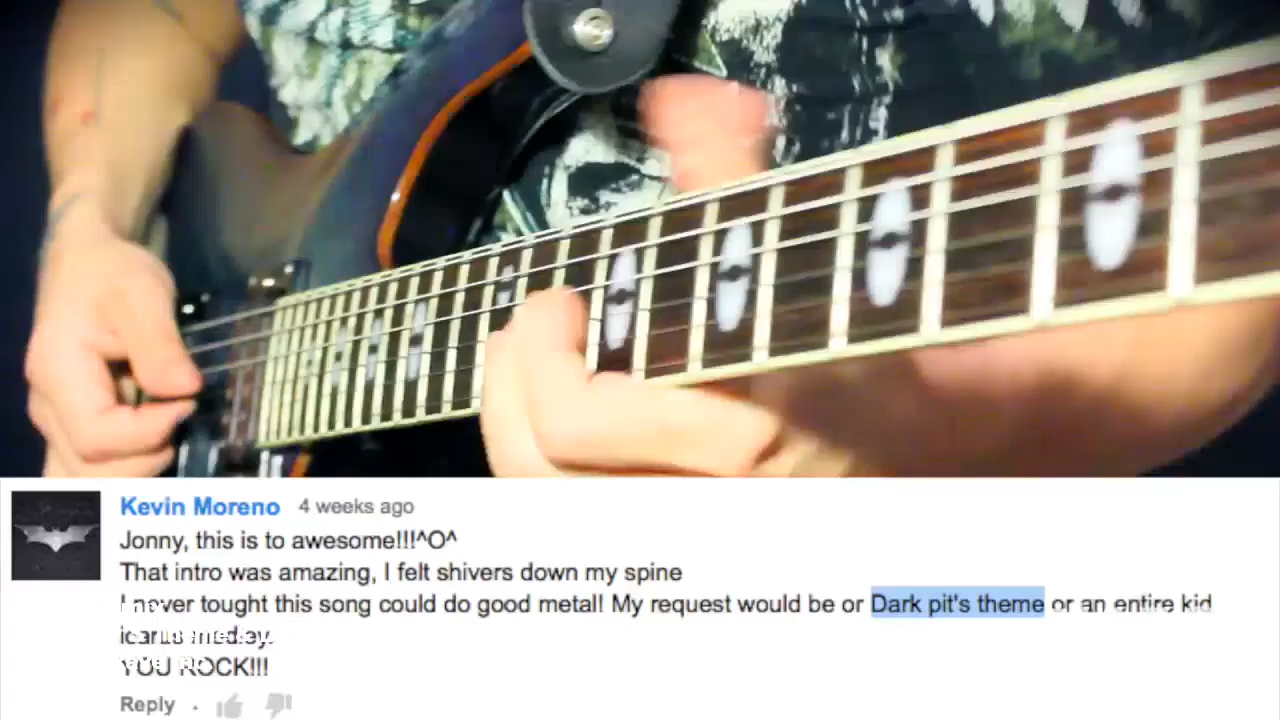 Kevin Moreno 4 weeks ago
Jonny, this is to awesome!!!^O^
That intro was amazing, I felt shivers down my spine
I never tought this song could do good metal! My request would be or Dark pit's theme or an entire kid
icarus medley.
YOU ROCK!!!
Reply